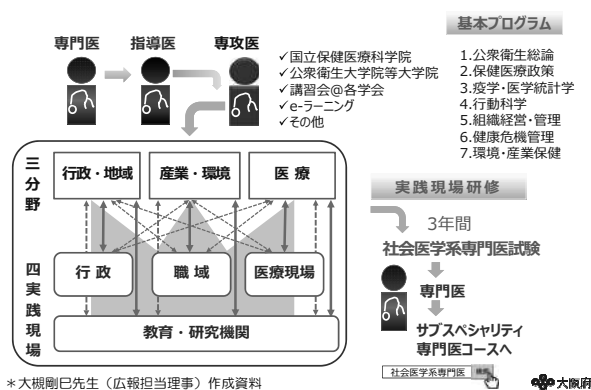 基本プログラム
専門医
指導医
専攻医
✓国立保健医療科学院
✓公衆衛生大学院等大学院
✓講習会@各学会
✓e-ラーニング
✓その他
1.公衆衛生総論
2.保健医療政策
3.疫学・医学統計学
4.行動科学
5.組織経営・管理
6.健康危機管理
7.環境・産業保健
三分野
行政・地域
産業・環境
医療
四実践現場
行政
職域
医療現場
教育・研究機関
実践現場研修
3年間
社会医学系専門医試験
専門医
サブスペシャリティ
専門医コースへ
社会医学系専門医
検索
＊大槻剛巳先生（広報担当理事）作成資料
大阪府